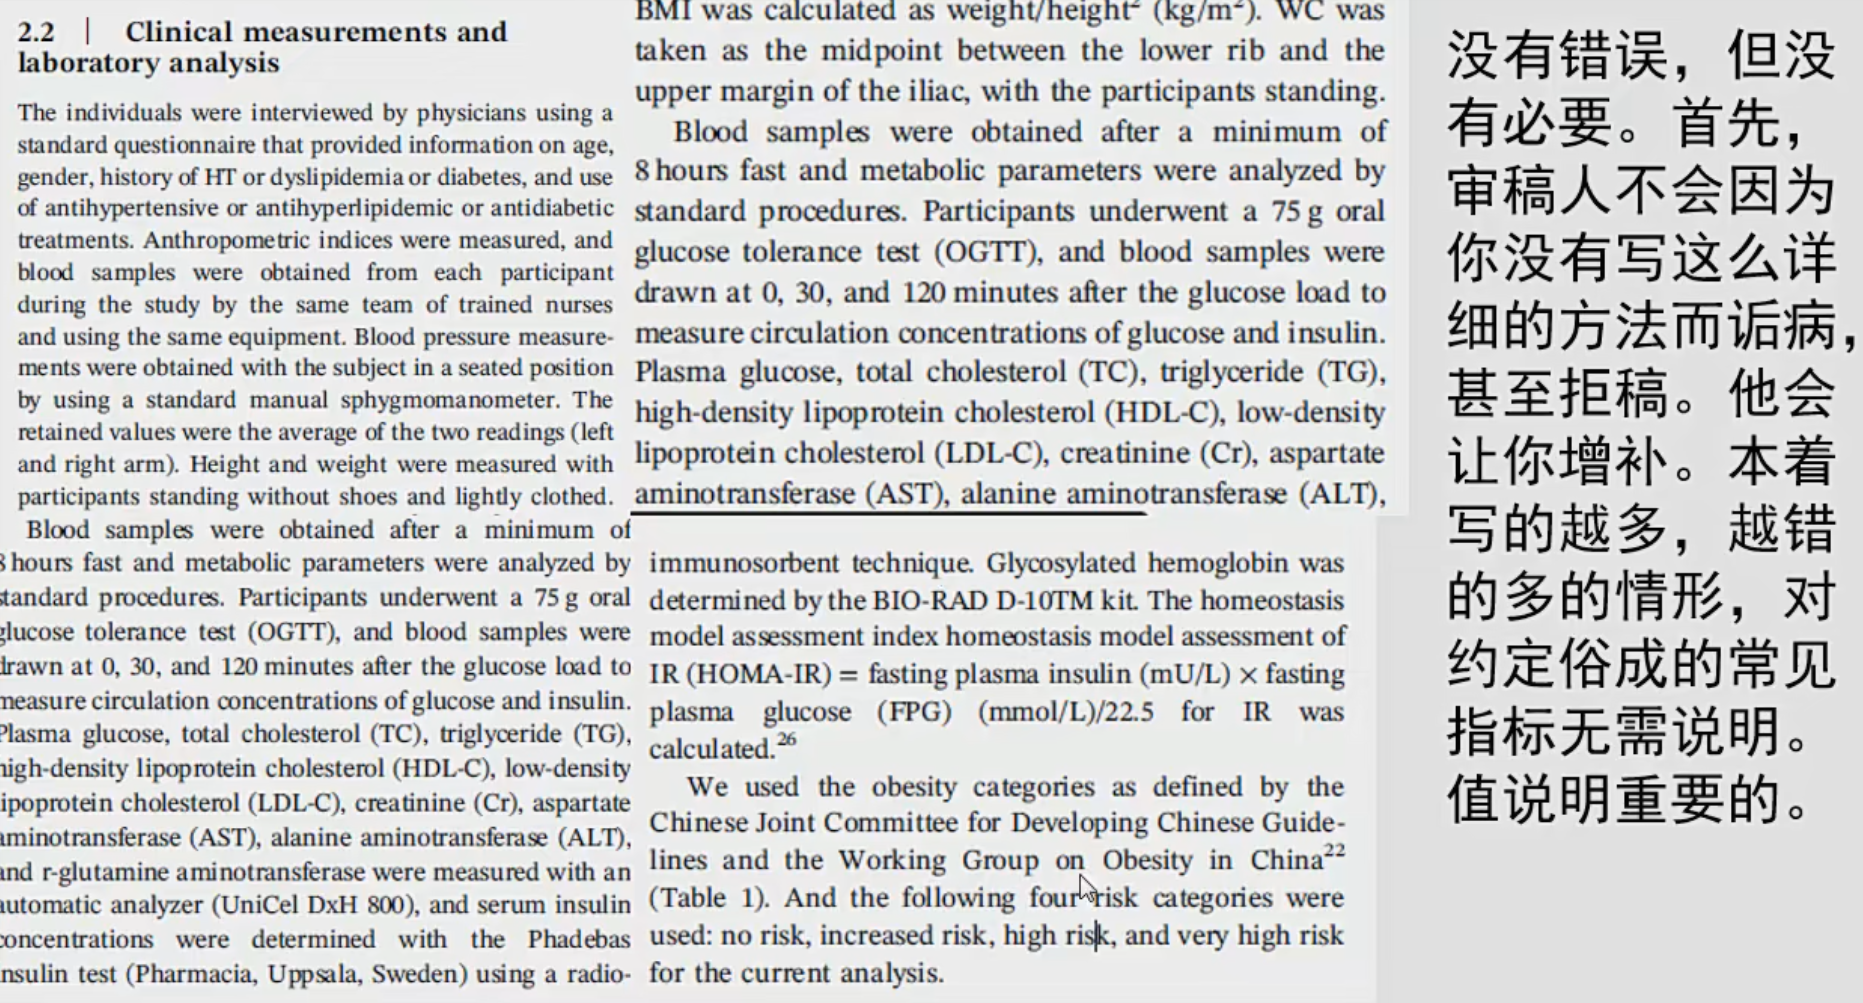 2.2 | Clinical measurements and
laboratory analysis
The individuals were interviewed by physicians using a
standard questionnaire that provided information on age,
gender, history of HT or dyslipidemia or diabetes, and use
of antihypertensive or antihyperlipidemic or antidiabetic
treatments. Anthropometric indices were measured, and
blood samples were obtained from each participant
during the study by the same team of trained nurses
and using the same equipment. Blood pressure measure-
ments were obtained with the subject in a seated position
by using a standard manual sphygmomanometer. The
retained values were the average of the two readings (left
and right arm). Height and weight were measured with
participants standing without shoes and lightly clothed.
BMI was calculated as weight/height² (kg/m²). WC was
taken as the midpoint between the lower rib and the
upper margin of the iliac, with the participants standing.
Blood samples were obtained after a minimum of
8 hours fast and metabolic parameters were analyzed by
standard procedures. Participants underwent a 75 g oral
glucose tolerance test (OGTT), and blood samples were
drawn at 0, 30, and 120 minutes after the glucose load to
measure circulation concentrations of glucose and insulin.
Plasma glucose, total cholesterol (TC), triglyceride (TG),
high-density lipoprotein cholesterol (HDL-C), low-density
lipoprotein cholesterol (LDL-C), creatinine (Cr), aspartate
aminotransferase (AST), alanine aminotransferase (ALT),
Blood samples were obtained after a minimum of
8 hours fast and metabolic parameters were analyzed by
standard procedures. Participants underwent a 75 g oral
glucose tolerance test (OGTT), and blood samples were
drawn at 0, 30, and 120 minutes after the glucose load to
measure circulation concentrations of glucose and insulin.
Plasma glucose, total cholesterol (TC), triglyceride (TG),
high-density lipoprotein cholesterol (HDL-C), low-density
lipoprotein cholesterol (LDL-C), creatinine (Cr), aspartate
aminotransferase (AST), alanine aminotransferase (ALT),
and r-glutamine aminotransferase were measured with an
automatic analyzer (UniCel DxH 800), and serum insulin
concentrations were determined with the Phadebas
insulin test (Pharmacia, Uppsala, Sweden) using a radio-
immunosorbent technique. Glycosylated hemoglobin was
determined by the BIO-RAD D-10TM kit. The homeostasis
model assessment index homeostasis model assessment of
IR (HOMA-IR) = fasting plasma insulin (mU/L) × fasting
plasma glucose (FPG) (mmol/L)/22.5 for IR was
calculated.²⁶
We used the obesity categories as defined by the
Chinese Joint Committee for Developing Chinese Guide-
lines and the Working Group on Obesity in China²²
(Table 1). And the following four risk categories were
used: no risk, increased risk, high risk, and very high risk
for the current analysis.
没有错误，但没
有必要。首先，
审稿人不会因为
你没有写这么详
细的方法而诟病，
甚至拒稿。他会
让你增补。本着
写的越多，越错
的多的情形，对
约定俗成的常见
指标无需说明。
值说明重要的。